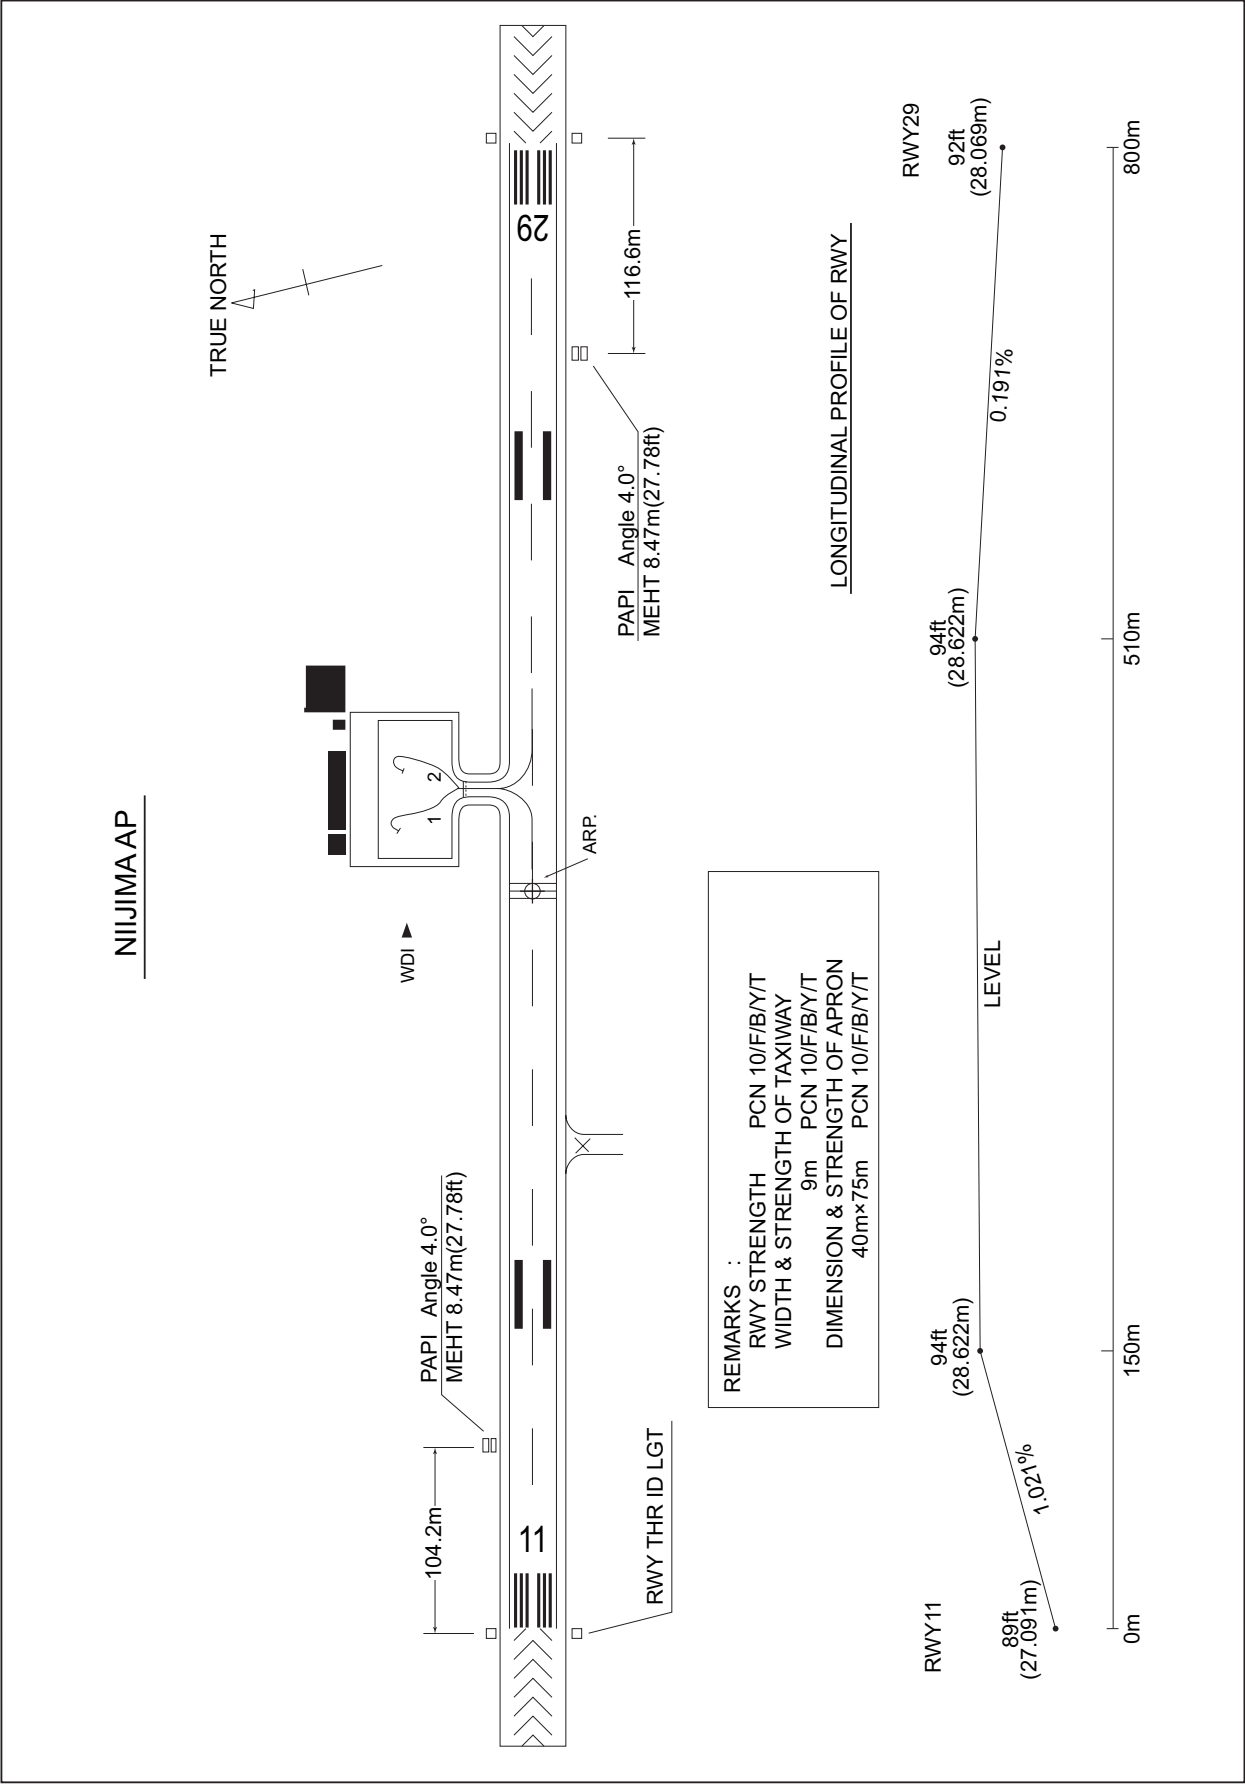 NIIJIMA AP
TRUE NORTH
WDI
1
2
PAPI Angle 4.0°
MEHT 8.47m(27.78ft)
104.2m
11
29
ARP.
116.6m
PAPI Angle 4.0°
MEHT 8.47m(27.78ft)
RWY THR ID LGT
REMARKS :
RWY STRENGTH PCN 10/F/B/Y/T
WIDTH & STRENGTH OF TAXIWAY
9m PCN 10/F/B/Y/T
DIMENSION & STRENGTH OF APRON
40m×75m PCN 10/F/B/Y/T
LONGITUDINAL PROFILE OF RWY
RWY11
RWY29
89ft
(27.091m)
1.021%
94ft
(28.622m)
LEVEL
94ft
(28.622m)
0.191%
92ft
(28.069m)
0m
150m
510m
800m